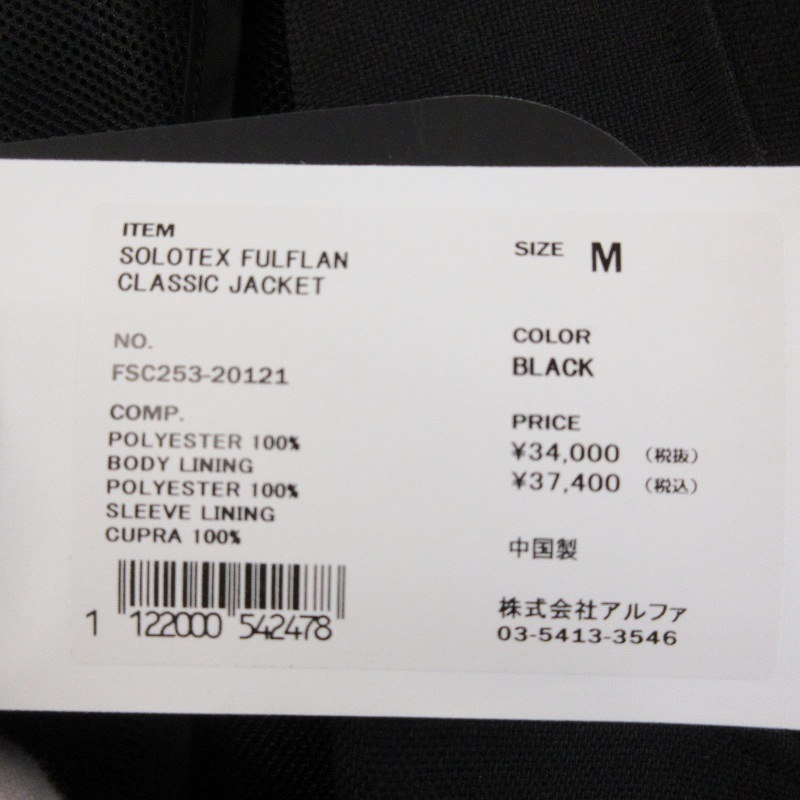 ITEM
SOLOTEX FULFLAN
CLASSIC JACKET
NO.
FSC253-20121
COMP.
POLYESTER 100%
BODY LINING
POLYESTER 100%
SLEEVE LINING
CUPRA 100%
1 122000 542478
SIZE M
COLOR
BLACK
PRICE
¥34,000 (税抜)
¥37,400 (税込)
中国製
株式会社アルファ
03-5413-3546